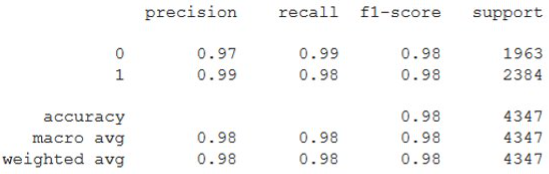 precision recall f1-score support
0 0.97 0.99 0.98 1963
1 0.99 0.98 0.98 2384
accuracy 0.98 4347
macro avg 0.98 0.98 0.98 4347
weighted avg 0.98 0.98 0.98 4347